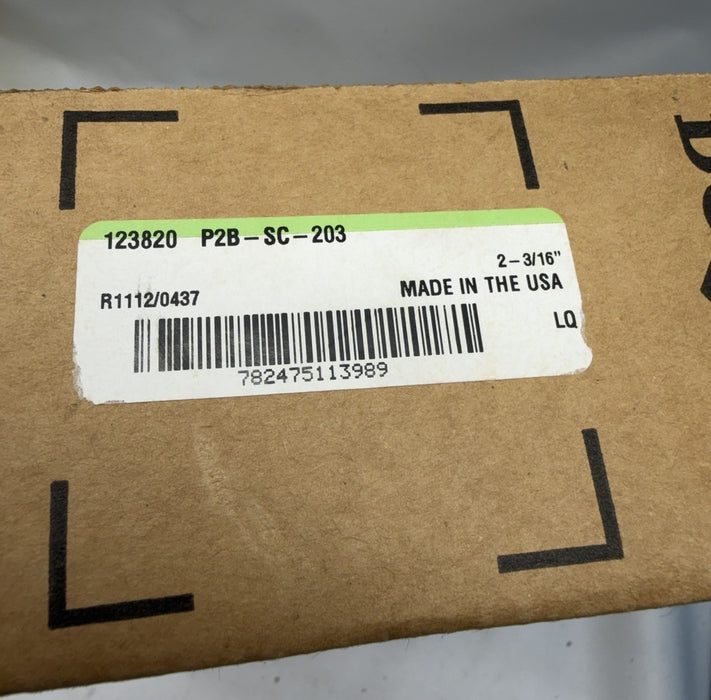 123820 P2B-SC-203
2-3/16"
R1112/0437 MADE IN THE USA
LQ
782475113989